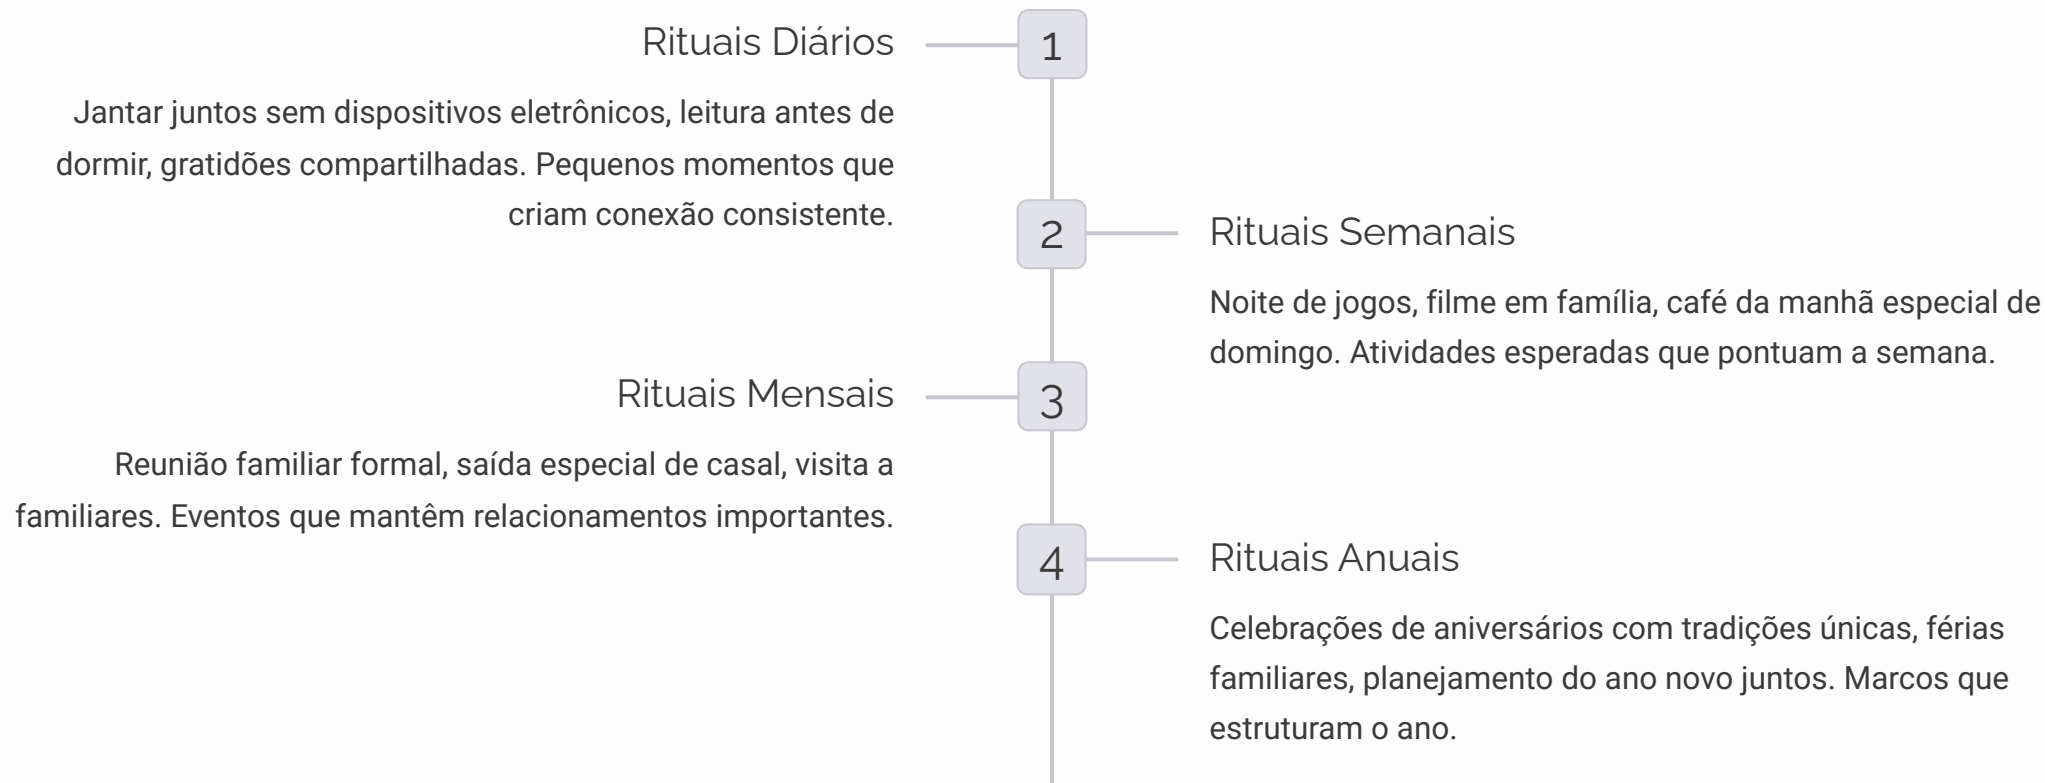 Rituais Diários
1
Jantar juntos sem dispositivos eletrônicos, leitura antes de
dormir, gratidões compartilhadas. Pequenos momentos que
criam conexão consistente.
2
Rituais Semanais
Noite de jogos, filme em família, café da manhã especial de
domingo. Atividades esperadas que pontuam a semana.
Rituais Mensais
3
Reunião familiar formal, saída especial de casal, visita a
familiares. Eventos que mantêm relacionamentos importantes.
4
Rituais Anuais
Celebrações de aniversários com tradições únicas, férias
familiares, planejamento do ano novo juntos. Marcos que
estruturam o ano.